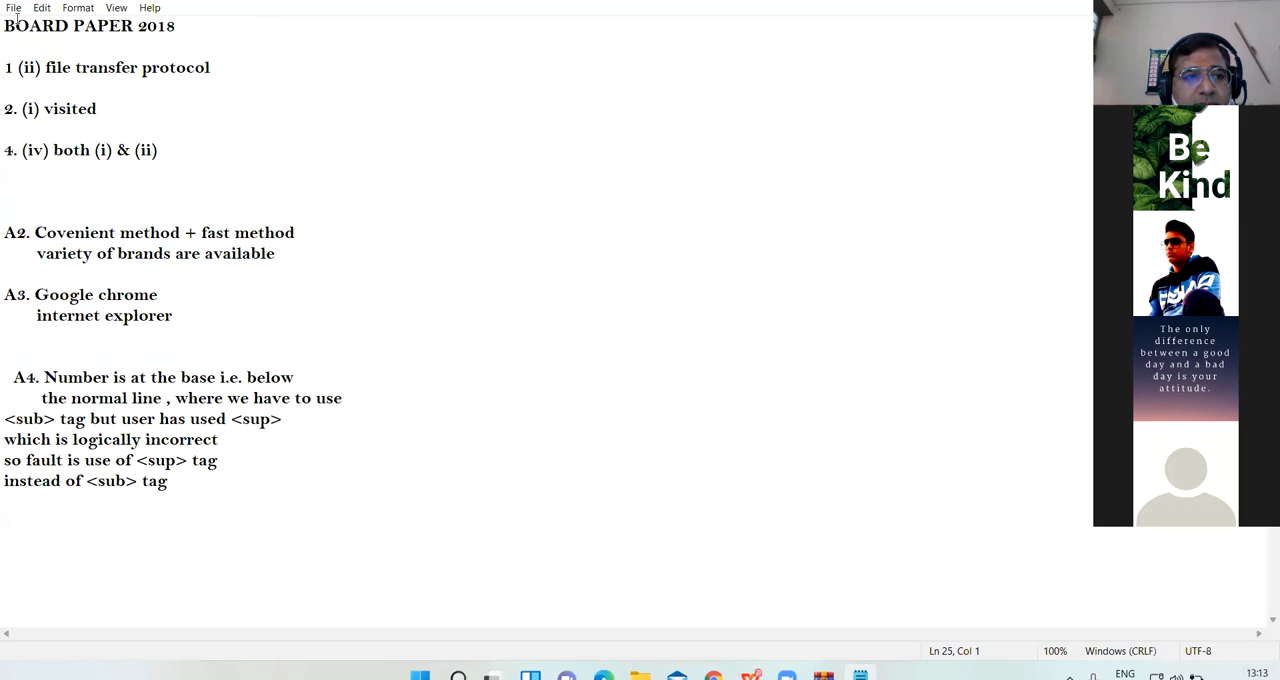 File Edit Format View Help
BOARD PAPER 2018
1 (ii) file transfer protocol
2. (i) visited
4. (iv) both (i) & (ii)
A2. Covenient method + fast method
variety of brands are available
A3. Google chrome
internet explorer
A4. Number is at the base i.e. below
the normal line , where we have to use
<sub> tag but user has used <sup>
which is logically incorrect
so fault is use of <sup> tag
instead of <sub> tag
Be
Kind
The only
difference
between a good
day and a bad
day is your
attitude.
Ln 25, Col 1 100% Windows (CRLF) UTF-8
ENG 13:13